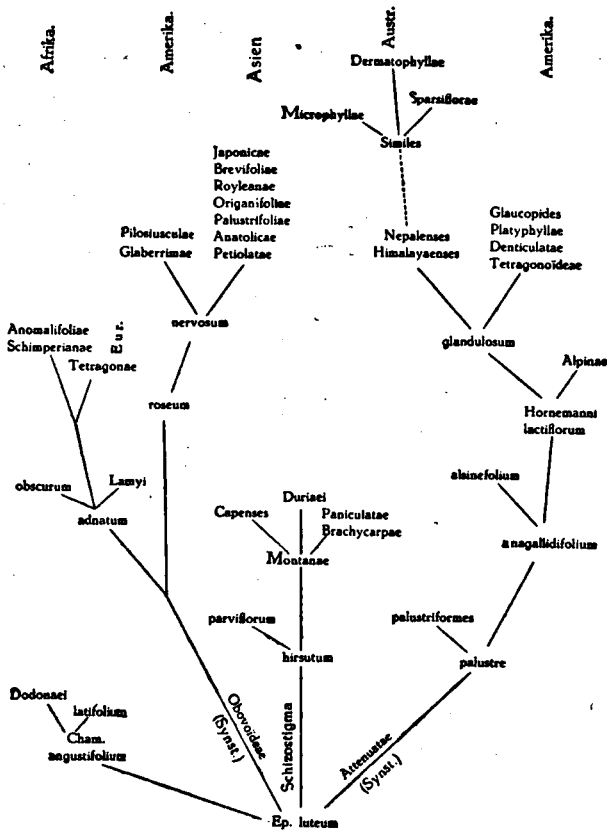 Afrika.
Amerika.
Asien
Austr.
Amerika.
Dermatophyllae
Sparsiflorae
Microphyllae
Similes
Japonicae
Brevifoliae
Royleanae
Origanifoliae
Palustrifoliae
Anatolicae
Petiolatae
Pilosiusculae
Glaberrimae
Nepalenses
Himalayaenses
Glaucopides
Platyphyllae
Denticulatae
Tetragonoïdeae
nervosum
glandulosum
Anomalifoliae
Schimperianae
Eur.
Tetragonae
Alpinae
roseum
Hornemanni
lactiflorum
obscurum
Lamyi
adnatum
alsinefolium
Duriaei
Capenses
Paniculatae
Brachycarpae
Montanae
anagallidifolium
parviflorum
hirsutum
palustriformes
palustre
Dodonaei
latifolium
Cham.
angustifolium
Obovoideae
(Synst.)
Schizostigma
Attenuatae
(Synst.)
Ep. luteum